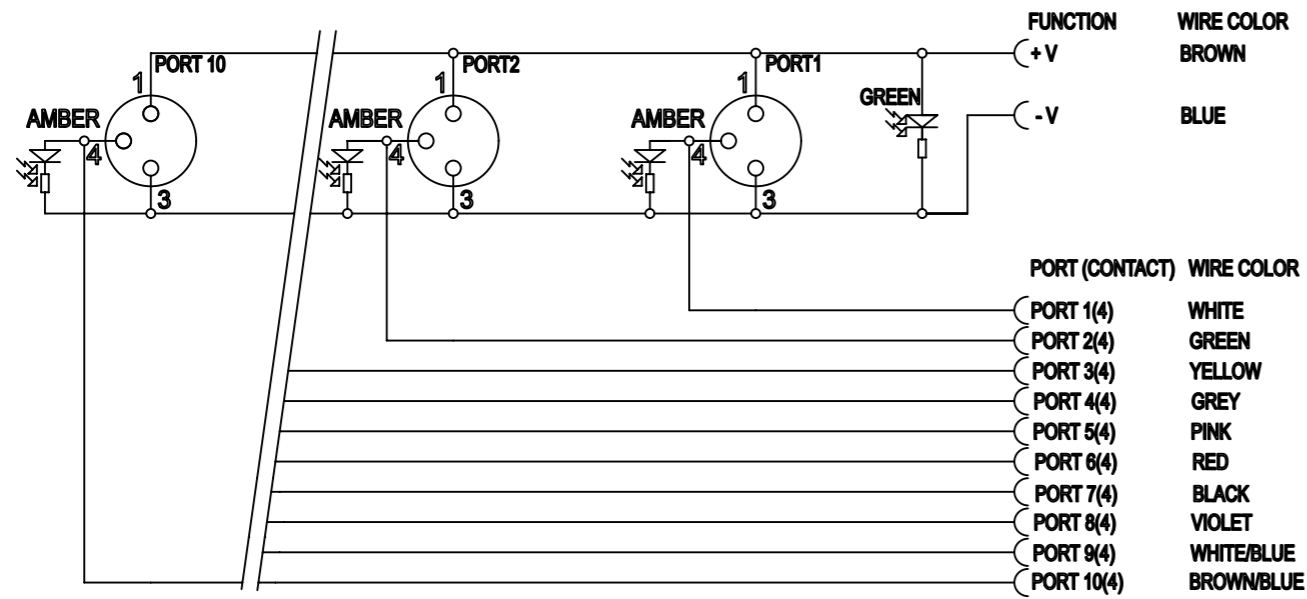 FUNCTION WIRE COLOR
PORT 10 PORT2 PORT1 + V BROWN
1 1 1
GREEN
AMBER AMBER AMBER - V BLUE
4 4 4
3 3 3
PORT (CONTACT) WIRE COLOR
PORT 1(4) WHITE
PORT 2(4) GREEN
PORT 3(4) YELLOW
PORT 4(4) GREY
PORT 5(4) PINK
PORT 6(4) RED
PORT 7(4) BLACK
PORT 8(4) VIOLET
PORT 9(4) WHITE/BLUE
PORT 10(4) BROWN/BLUE